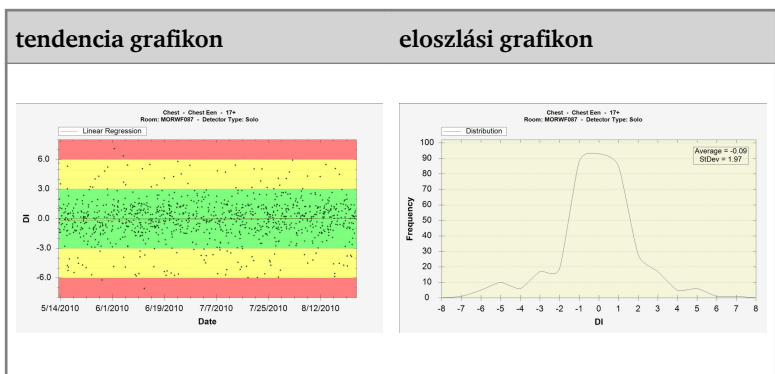 tendencia grafikon
eloszlási grafikon
Chest - Chest Een - 17+
Room: MORWF087 - Detector Type: Solo
Linear Regression
6.0
3.0
0.0
-3.0
-6.0
DI
5/14/2010 6/1/2010 6/19/2010 7/7/2010 7/25/2010 8/12/2010
Date
Chest - Chest Een - 17+
Room: MORWF087 - Detector Type: Solo
Distribution
Average = -0.09
StDev = 1.97
100
90
80
70
60
50
40
30
20
10
0
Frequency
-8 -7 -6 -5 -4 -3 -2 -1 0 1 2 3 4 5 6 7 8
DI